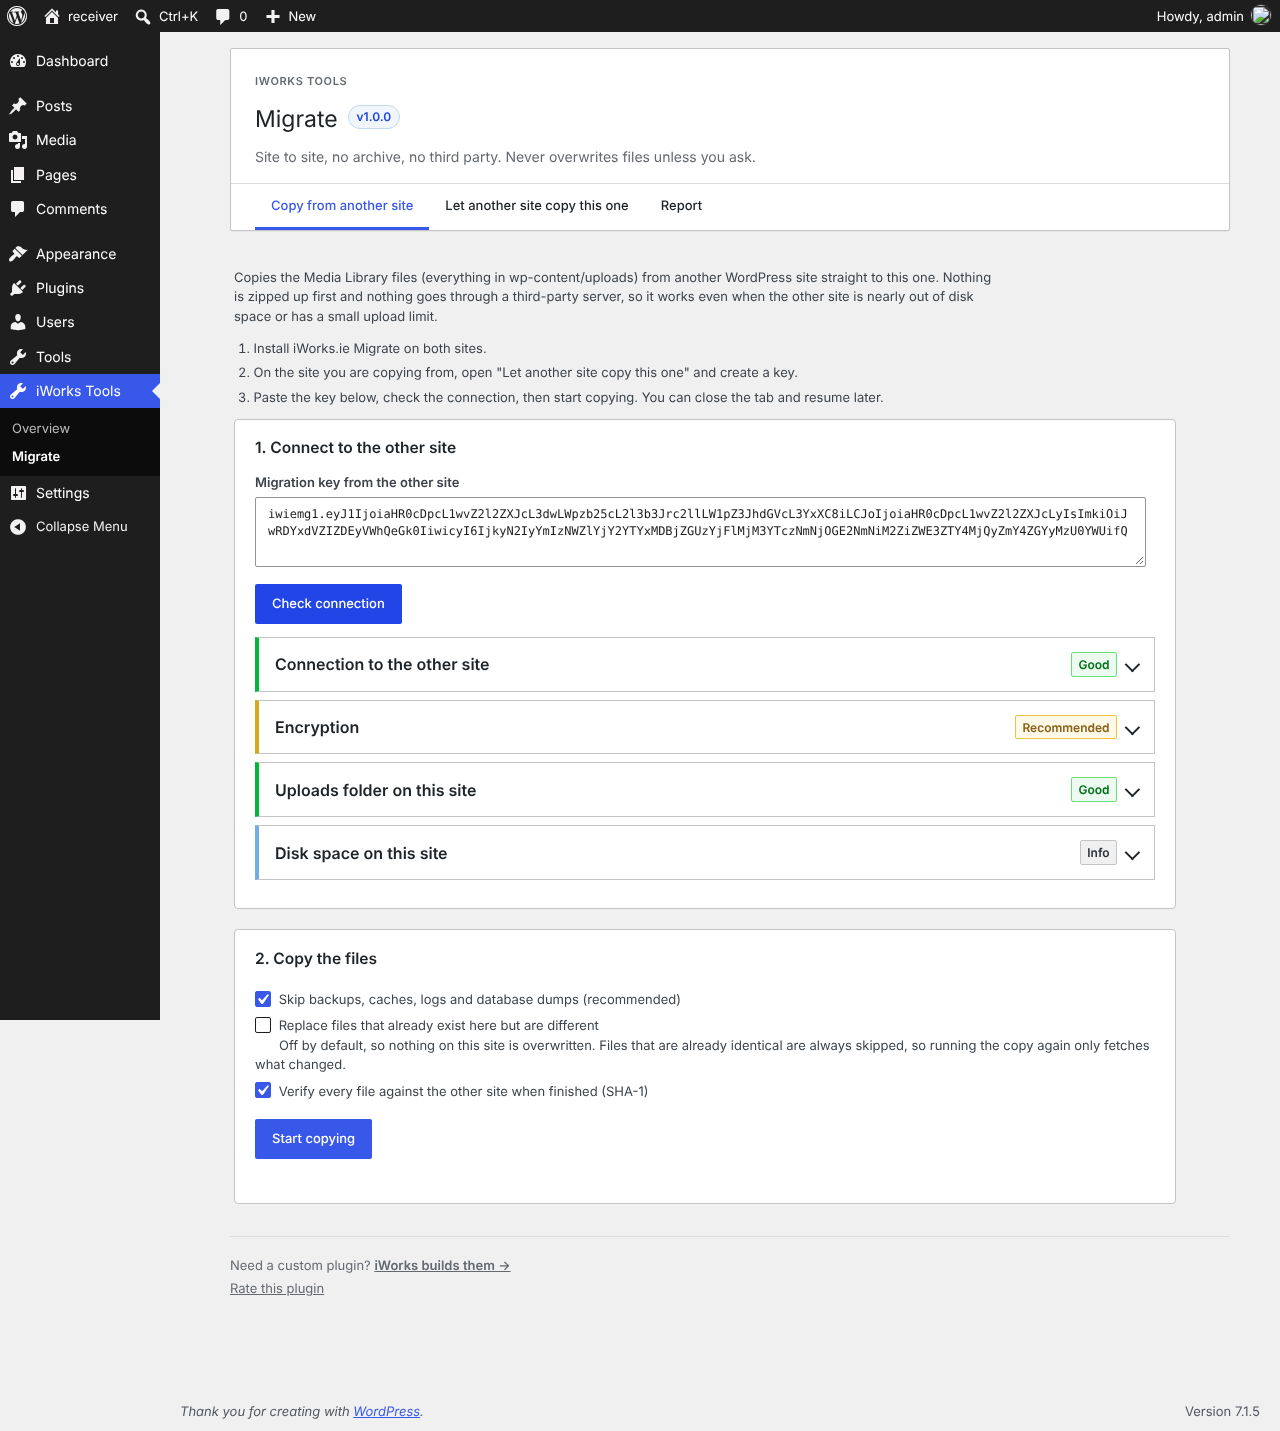 receiver
Ctrl+K
0
New
Howdy, admin
Dashboard
Posts
Media
Pages
Comments
Appearance
Plugins
Users
Tools
iWorks Tools
Overview
Migrate
Settings
Collapse Menu
IWORKS TOOLS
Migrate v1.0.0
Site to site, no archive, no third party. Never overwrites files unless you ask.
Copy from another site
Let another site copy this one
Report
Copies the Media Library files (everything in wp-content/uploads) from another WordPress site straight to this one. Nothing
is zipped up first and nothing goes through a third-party server, so it works even when the other site is nearly out of disk
space or has a small upload limit.
1. Install iWorks.ie Migrate on both sites.
2. On the site you are copying from, open "Let another site copy this one" and create a key.
3. Paste the key below, check the connection, then start copying. You can close the tab and resume later.
1. Connect to the other site
Migration key from the other site
iwiemg1.eyJ1IjoiaHR0cDpcL1wvZ2l2ZXJcL3dwLWpzb25cL2l3b3Jrc2llLW1pZ3JhdGVcL3YxXC8iLCJoIjoiaHR0cDpcL1wvZ2l2ZXJcLyIsImkiOiJ
wRDYxdVZIZDEyVWhQeGk0IiwicyI6IjkyN2IyYmIzNWZlYjY2YTYxMDBjZGUzYjFlMjM3YTczNmNjOGE2NmNiM2ZiZWE3ZTY4MjQyZmY4ZGYyMzU0YWUifQ
Check connection
Connection to the other site
Good
Encryption
Recommended
Uploads folder on this site
Good
Disk space on this site
Info
2. Copy the files
Skip backups, caches, logs and database dumps (recommended)
Replace files that already exist here but are different
Off by default, so nothing on this site is overwritten. Files that are already identical are always skipped, so running the copy again only fetches
what changed.
Verify every file against the other site when finished (SHA-1)
Start copying
Need a custom plugin? iWorks builds them →
Rate this plugin
Thank you for creating with WordPress.
Version 7.1.5